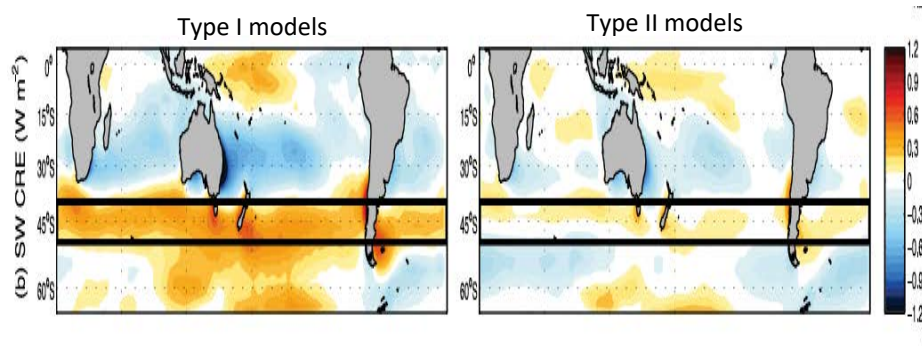 Type I models
Type II models
(b) SW CRE (W m⁻²)
0°
15°S
30°S
45°S
60°S
0°
15°S
30°S
45°S
60°S
1.2
0.9
0.6
0.3
0
−0.3
−0.6
−0.9
−1.2